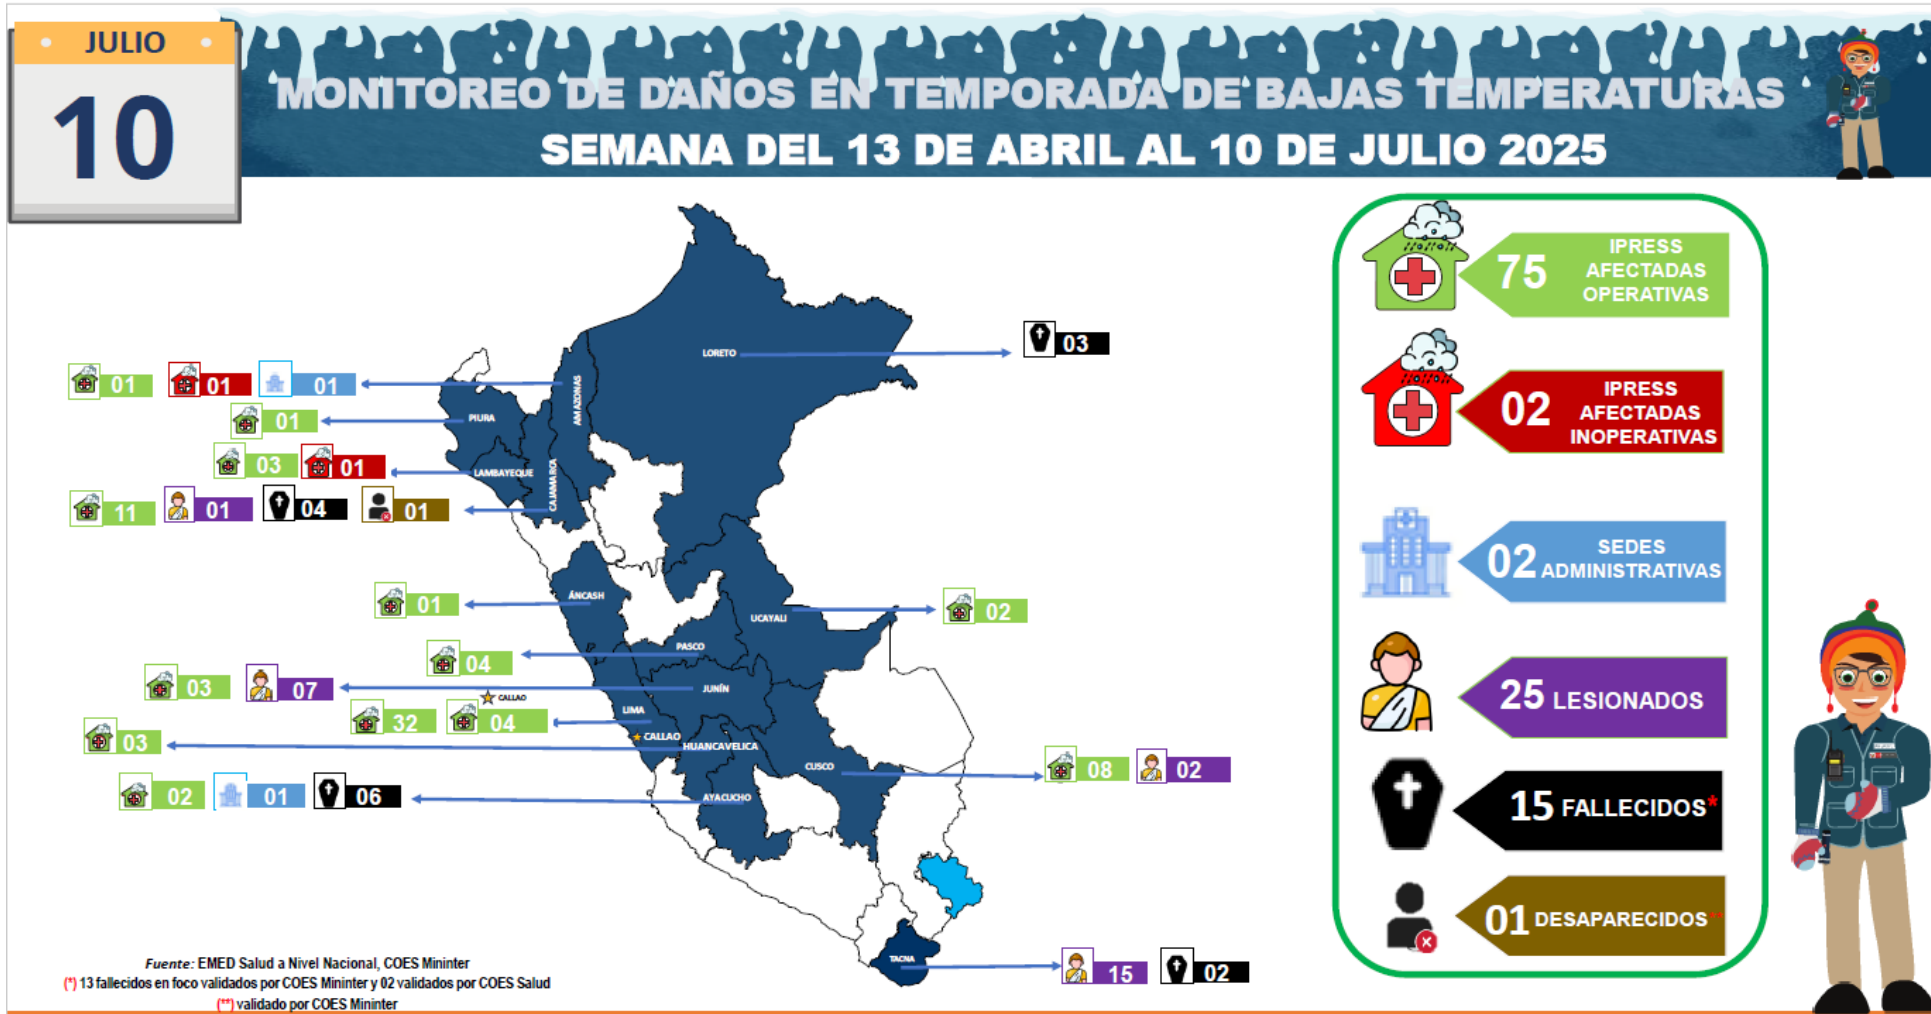 JULIO
10
MONITOREO DE DAÑOS EN TEMPORADA DE BAJAS TEMPERATURAS
SEMANA DEL 13 DE ABRIL AL 10 DE JULIO 2025
LORETO
03
01 01 01
AMAZONAS
PIURA
01
03 01
LAMBAYEQUE
CAJAMARCA
11 01 04 01
01
ÁNCASH
UCAYALI
02
04
PASCO
03 07
JUNÍN
CALLAO
32 04
LIMA
CALLAO
03
HUANCAVELICA
CUSCO
08 02
02 01 06
AYACUCHO
TACNA
15 02
75 IPRESS
AFECTADAS
OPERATIVAS
02 IPRESS
AFECTADAS
INOPERATIVAS
02 SEDES
ADMINISTRATIVAS
25 LESIONADOS
15 FALLECIDOS*
01 DESAPARECIDOS**
Fuente: EMED Salud a Nivel Nacional, COES Mininter
(*) 13 fallecidos en foco validados por COES Mininter y 02 validados por COES Salud
(**) validado por COES Mininter